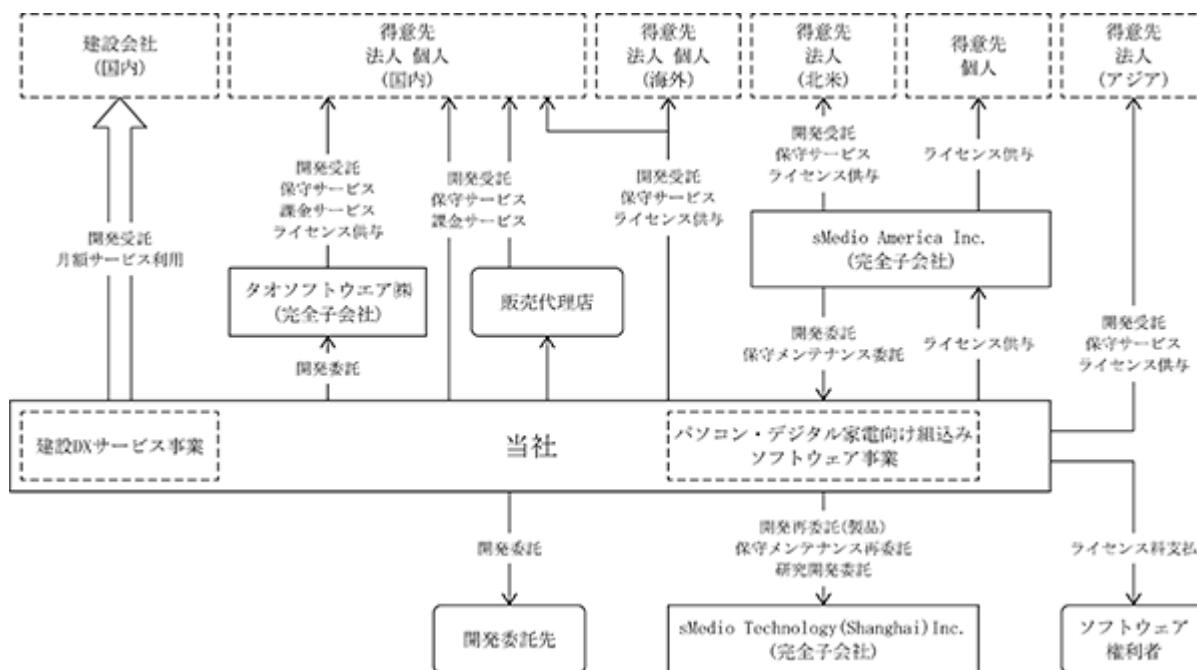 建設会社
(国内)
得意先
法人 個人
(国内)
得意先
法人 個人
(海外)
得意先
法人
(北米)
得意先
個人
得意先
法人
(アジア)
開発受託
月額サービス利用
開発受託
保守サービス
課金サービス
ライセンス供与
開発受託
保守サービス
課金サービス
開発受託
保守サービス
ライセンス供与
開発受託
保守サービス
ライセンス供与
ライセンス供与
タオソフトウエア㈱
(完全子会社)
販売代理店
sMedio America Inc.
(完全子会社)
開発委託
開発委託
保守メンテナンス委託
ライセンス供与
開発受託
保守サービス
ライセンス供与
建設DXサービス事業
当社
パソコン・デジタル家電向け組込み
ソフトウェア事業
開発委託
開発再委託(製品)
保守メンテナンス再委託
研究開発委託
ライセンス料支払
開発委託先
sMedio Technology(Shanghai)Inc.
(完全子会社)
ソフトウェア
権利者